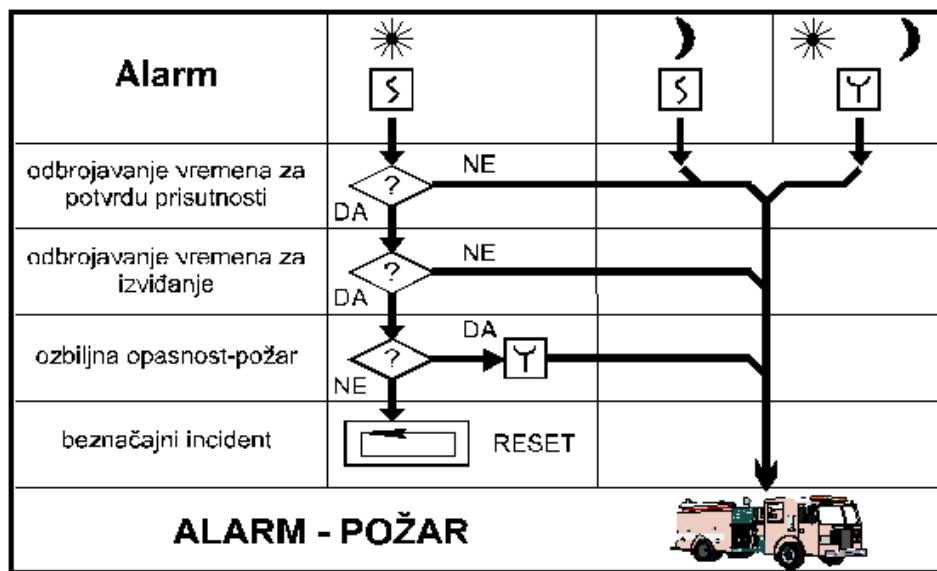 Alarm
odbrojavanje vremena za
potvrdu prisutnosti
?
NE
DA
odbrojavanje vremena za
izviđanje
?
NE
DA
ozbiljna opasnost-požar
?
DA
NE
beznačajni incident
RESET
ALARM - POŽAR